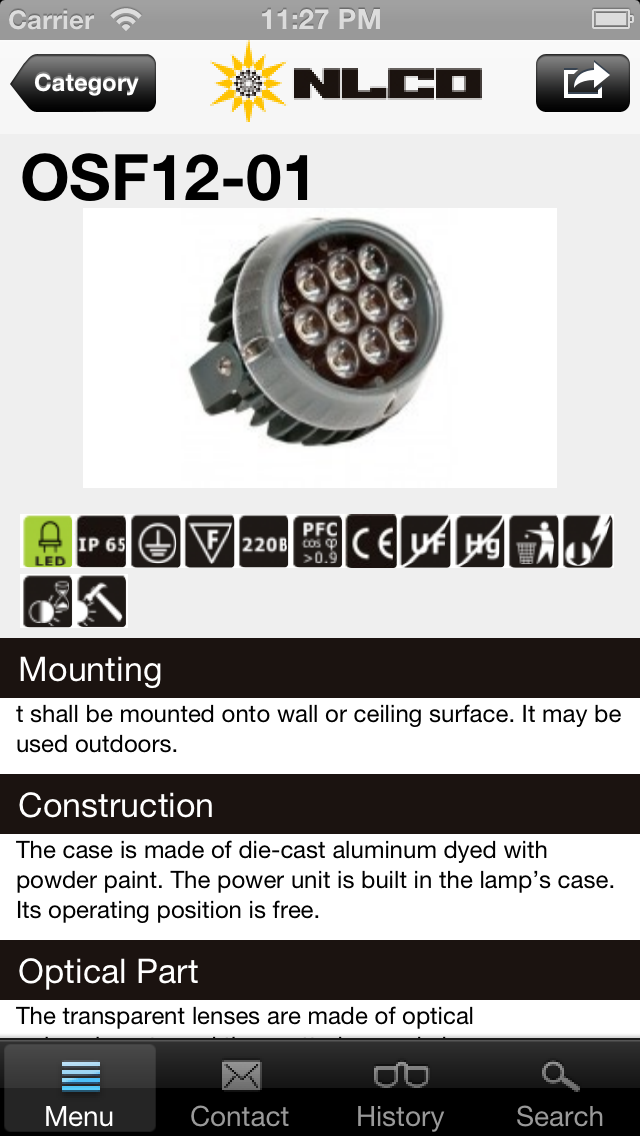 Carrier 11:27 PM
Category NLCO
OSF12-01
LED IP 65 F 220В PFC cos φ >0.9 CE UF Hg
Mounting
t shall be mounted onto wall or ceiling surface. It may be
used outdoors.
Construction
The case is made of die-cast aluminum dyed with
powder paint. The power unit is built in the lamp’s case.
Its operating position is free.
Optical Part
The transparent lenses are made of optical
Menu Contact History Search